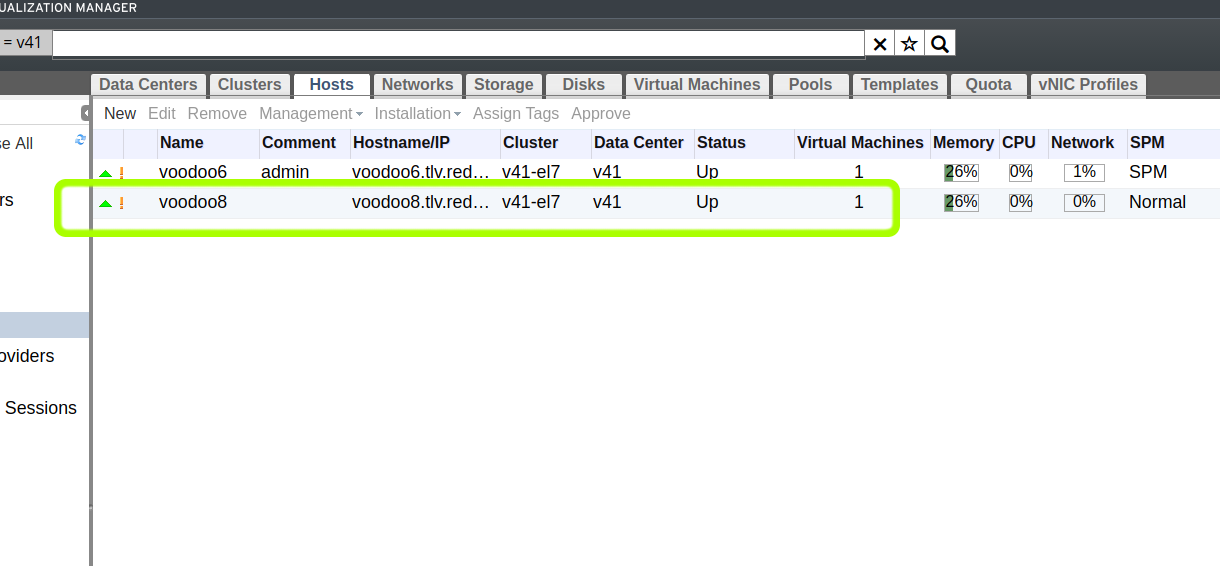 UALIZATION MANAGER
= v41
Data Centers Clusters Hosts Networks Storage Disks Virtual Machines Pools Templates Quota vNIC Profiles
New Edit Remove Management Installation Assign Tags Approve
se All
Name Comment Hostname/IP Cluster Data Center Status Virtual Machines Memory CPU Network SPM
voodoo6 admin voodoo6.tlv.red... v41-el7 v41 Up 1 26% 0% 1% SPM
rs
voodoo8 voodoo8.tlv.red... v41-el7 v41 Up 1 26% 0% 0% Normal
oviders
Sessions